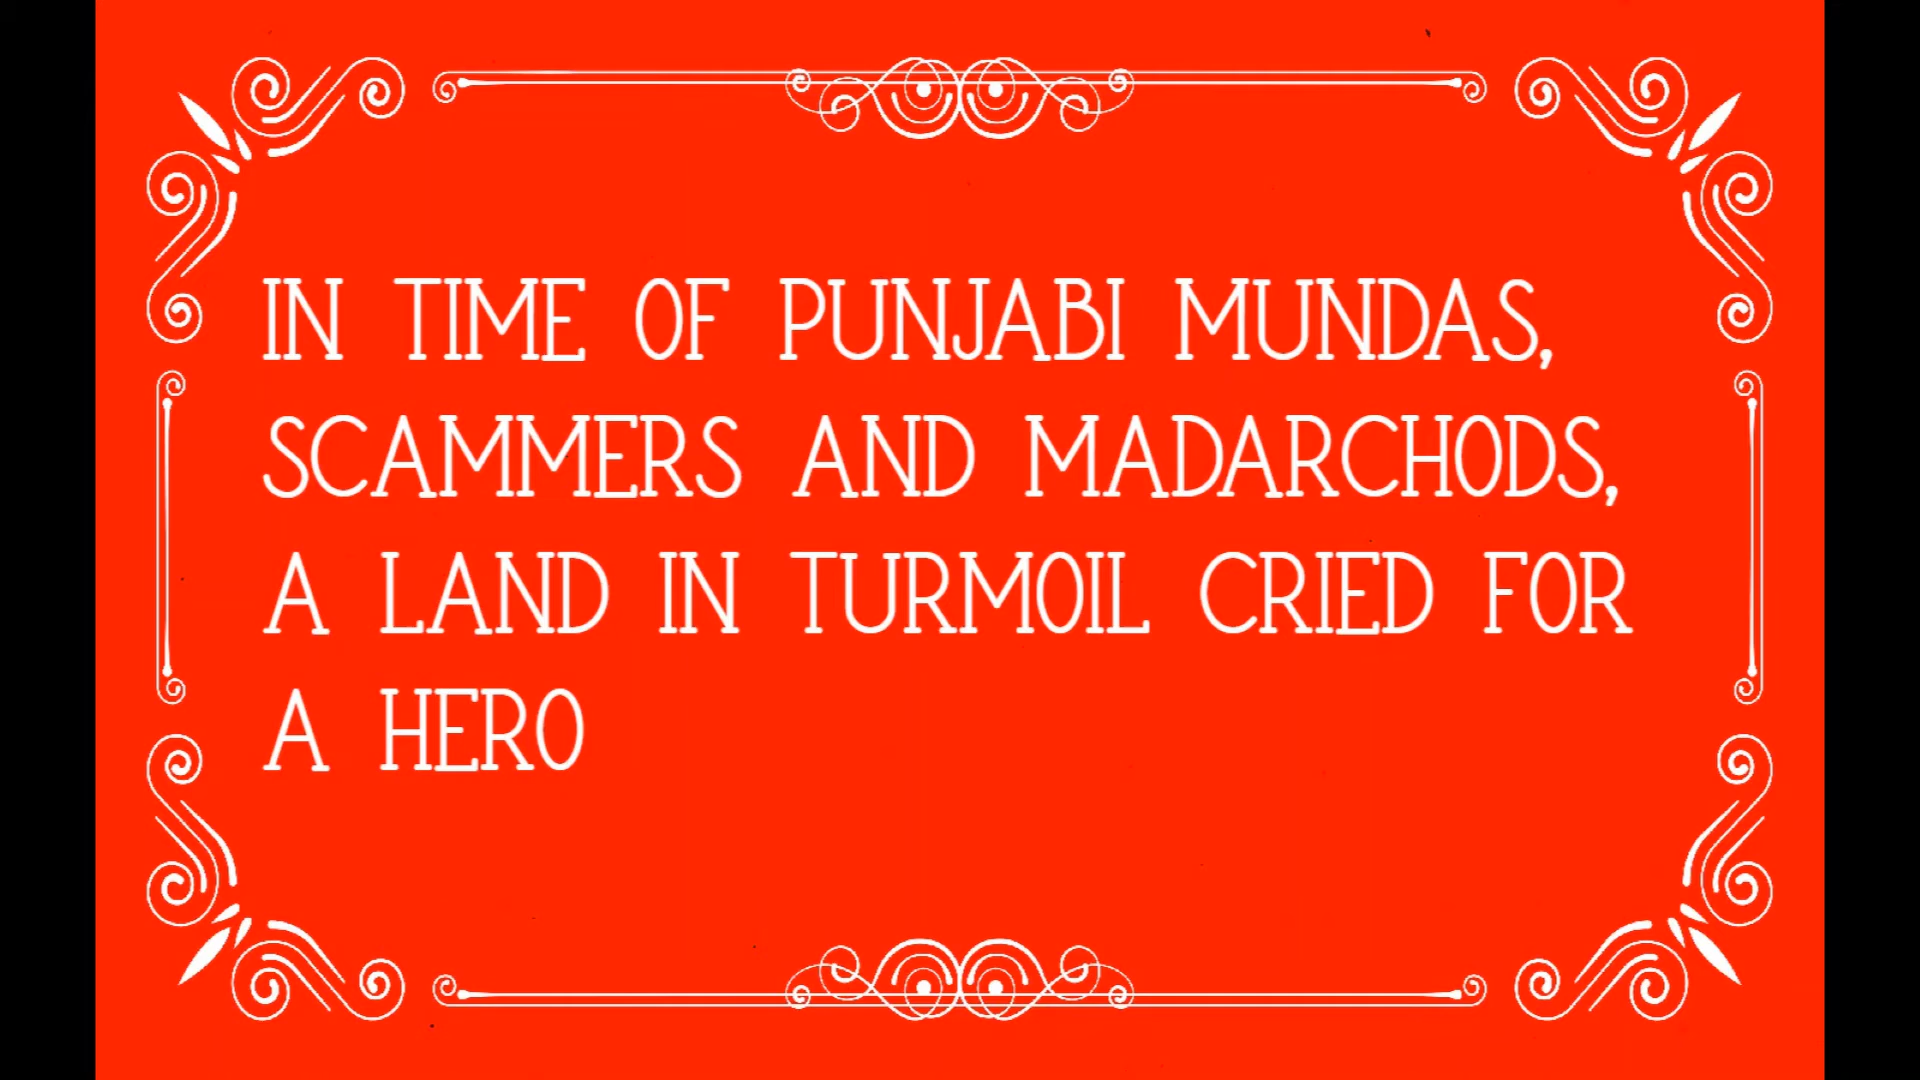 IN TIME OF PUNJABI MUNDAS,
SCAMMERS AND MADARCHODS,
A LAND IN TURMOIL CRIED FOR
A HERO